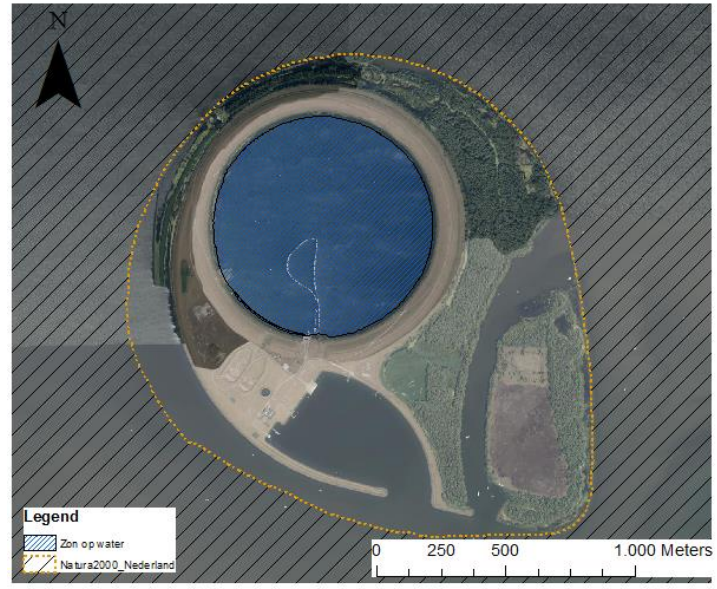 N
Legend
Zon op water
Natura2000_Nederland
0 250 500 1.000 Meters